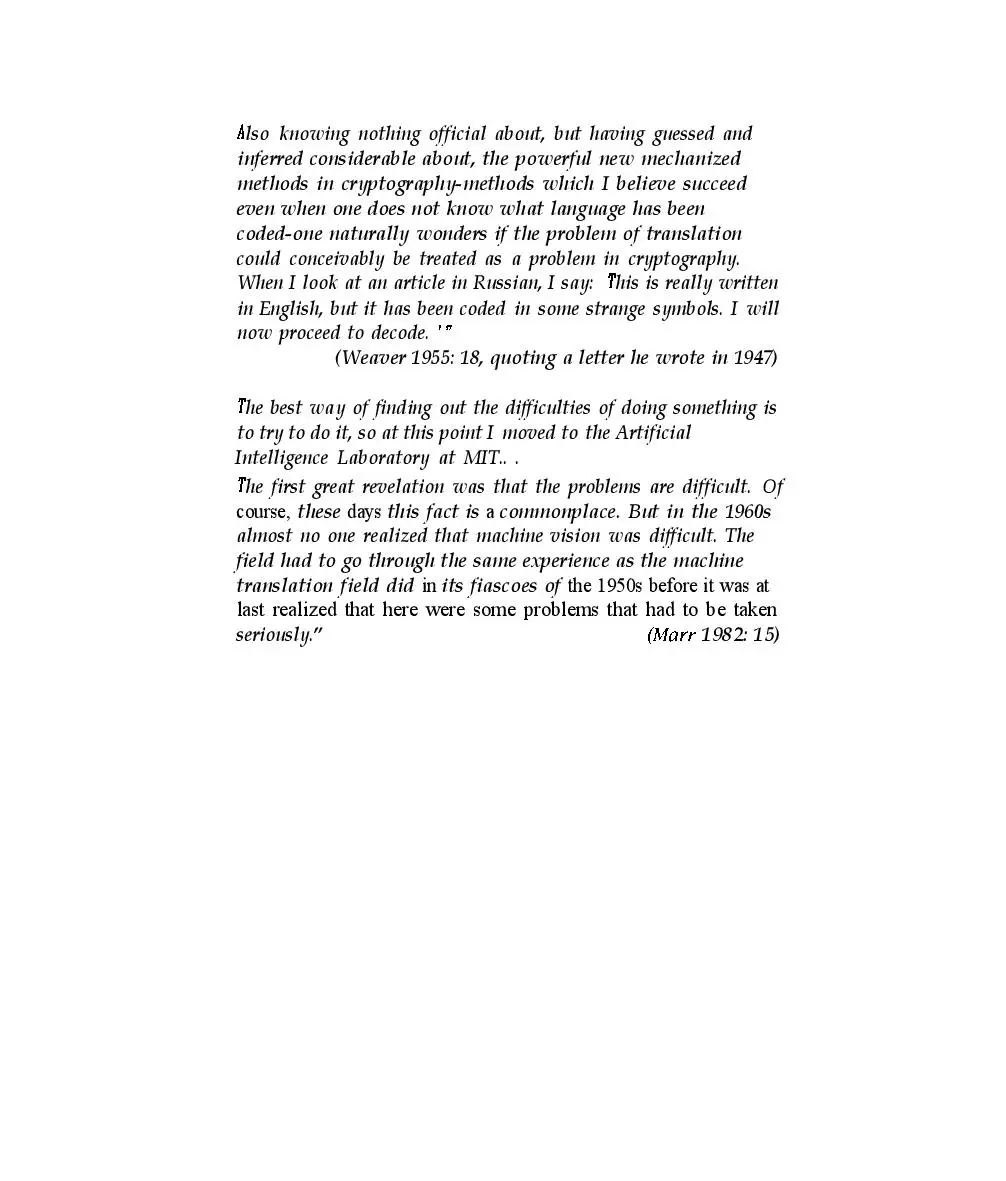 Also knowing nothing official about, but having guessed and
inferred considerable about, the powerful new mechanized
methods in cryptography-methods which I believe succeed
even when one does not know what language has been
coded-one naturally wonders if the problem of translation
could conceivably be treated as a problem in cryptography.
When I look at an article in Russian, I say: This is really written
in English, but it has been coded in some strange symbols. I will
now proceed to decode. ' "
(Weaver 1955: 18, quoting a letter he wrote in 1947)
The best way of finding out the difficulties of doing something is
to try to do it, so at this point I moved to the Artificial
Intelligence Laboratory at MIT.. .
The first great revelation was that the problems are difficult. Of
course, these days this fact is a commonplace. But in the 1960s
almost no one realized that machine vision was difficult. The
field had to go through the same experience as the machine
translation field did in its fiascoes of the 1950s before it was at
last realized that here were some problems that had to be taken
seriously.” (Marr 1982: 15)